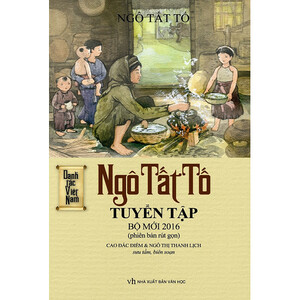 NGÔ TẤT TỐ
Danh tác Việt Nam
Ngô Tất Tố
TUYỂN TẬP
BỘ MỚI 2016
(phiên bản rút gọn)
CAO ĐẮC ĐIỂM & NGÔ THỊ THANH LỊCH
sưu tầm, biên soạn
vh NHÀ XUẤT BẢN VĂN HỌC